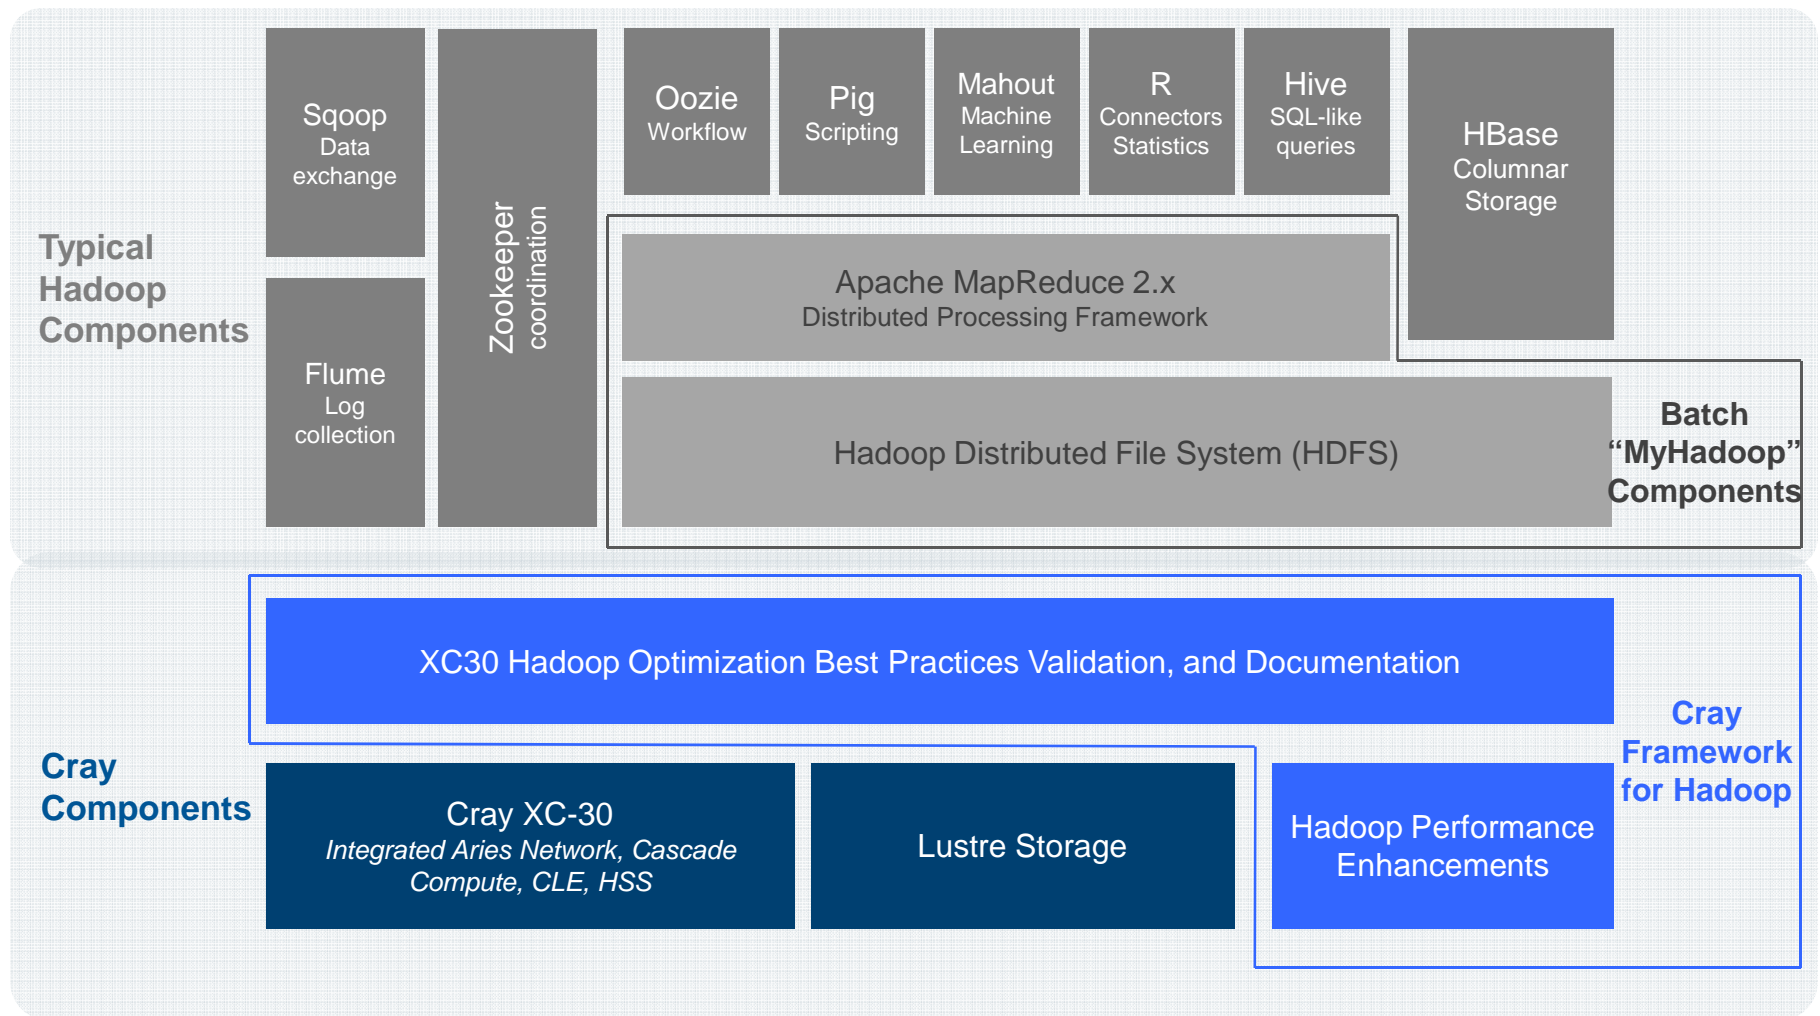 Typical
Hadoop
Components
Sqoop
Data
exchange
Flume
Log
collection
Zookeeper
coordination
Oozie
Workflow
Pig
Scripting
Mahout
Machine
Learning
R
Connectors
Statistics
Hive
SQL-like
queries
HBase
Columnar
Storage
Apache MapReduce 2.x
Distributed Processing Framework
Hadoop Distributed File System (HDFS)
Batch
“MyHadoop”
Components
Cray
Components
XC30 Hadoop Optimization Best Practices Validation, and Documentation
Cray
Framework
for Hadoop
Cray XC-30
Integrated Aries Network, Cascade
Compute, CLE, HSS
Lustre Storage
Hadoop Performance
Enhancements